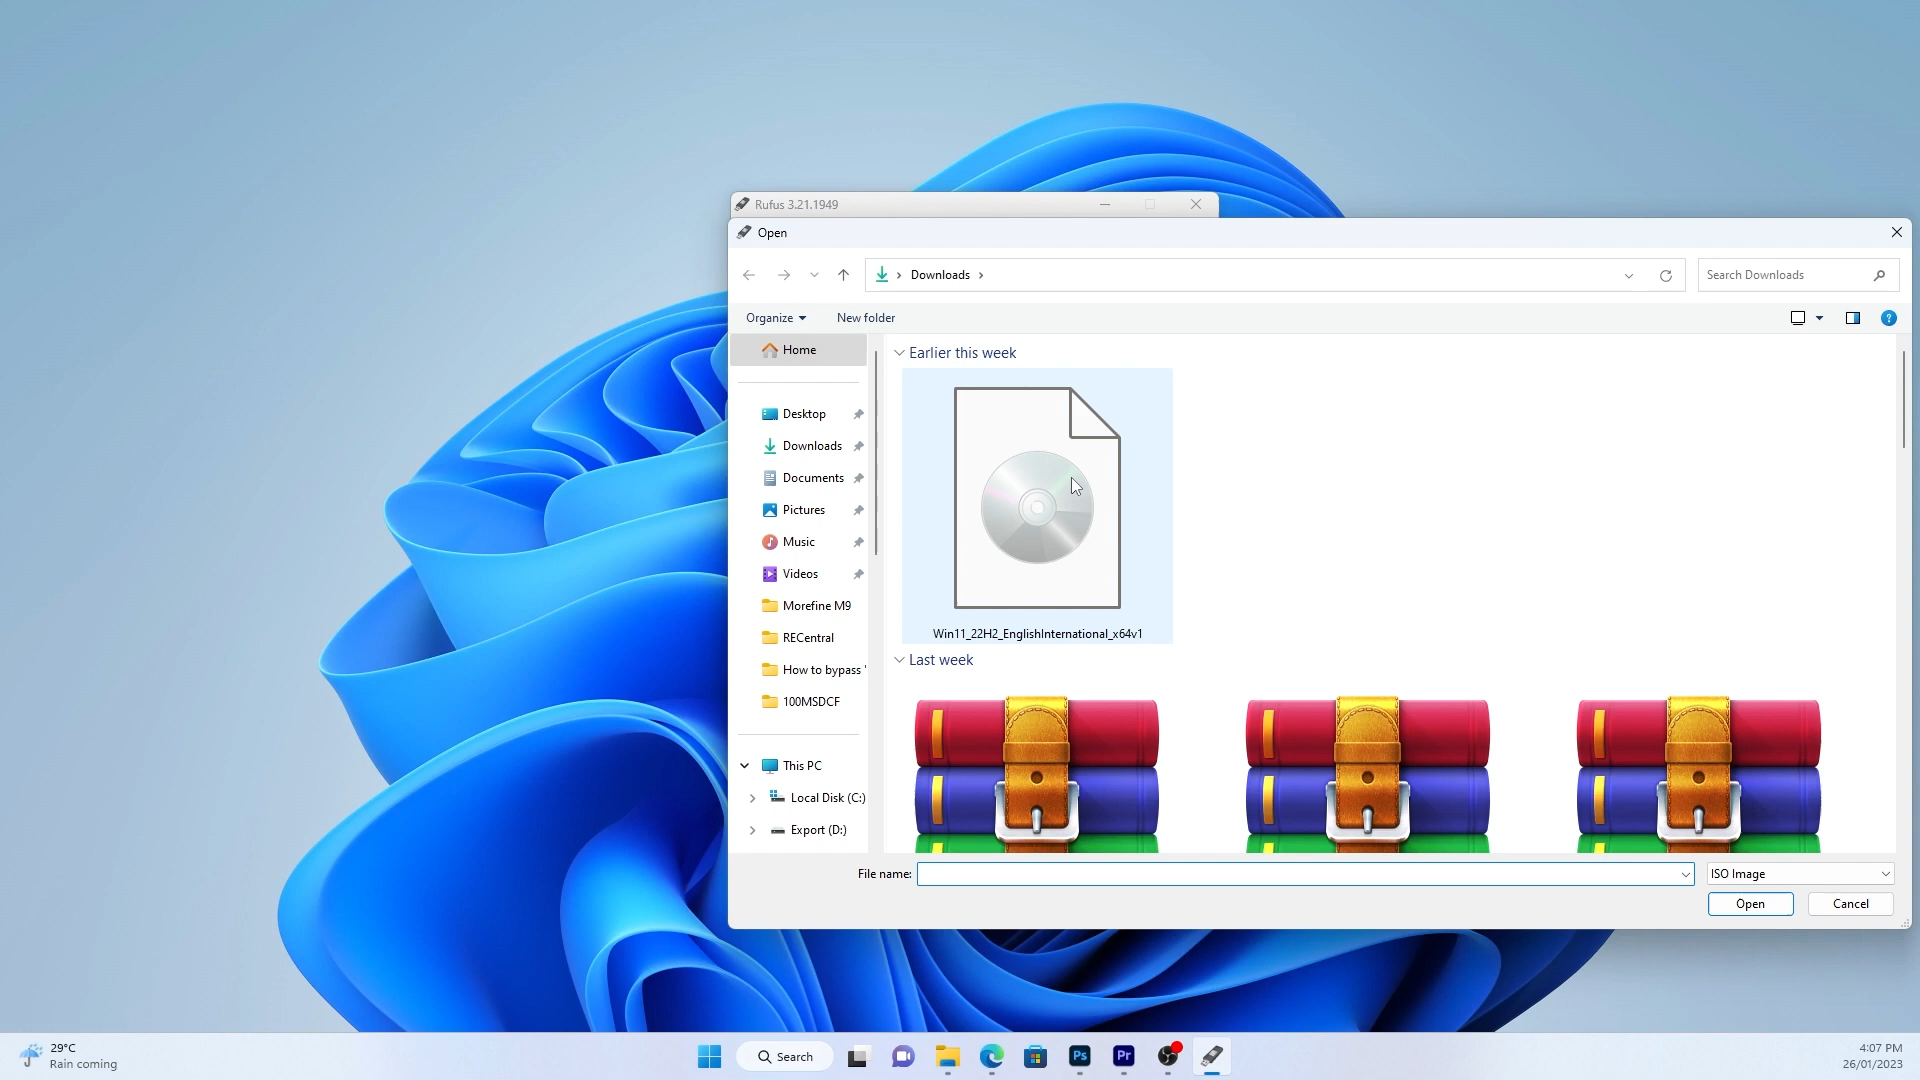 Rufus 3.21.1949
Open
Downloads
Search Downloads
Organize
New folder
Home
Desktop
Downloads
Documents
Pictures
Music
Videos
Morefine M9
RECentral
How to bypass '
100MSDCF
This PC
Local Disk (C:)
Export (D:)
Earlier this week
Win11_22H2_EnglishInternational_x64v1
Last week
File name:
ISO Image
Open
Cancel
29°C
Rain coming
Search
Ps
Pr
4:07 PM
26/01/2023